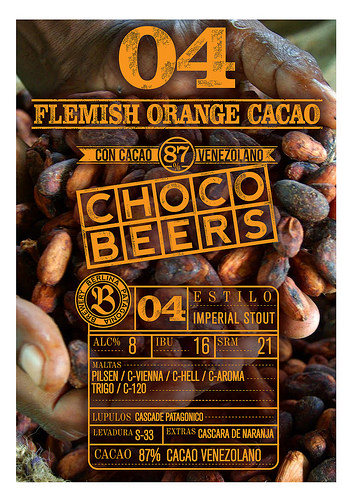 04
FLEMISH ORANGE CACAO
CON CACAO 87% VENEZOLANO
CHOCO
BEERS
BERLINA PATAGONIA BREWERY
B
04
ESTILO
IMPERIAL STOUT
ALC% 8 IBU 16 SRM 21
MALTAS
PILSEN / C-VIENNA / C-HELL / C-AROMA
TRIGO / C-120
LUPULOS CASCADE PATAGONICO
LEVADURA S-33 EXTRAS CASCARA DE NARANJA
CACAO 87% CACAO VENEZOLANO